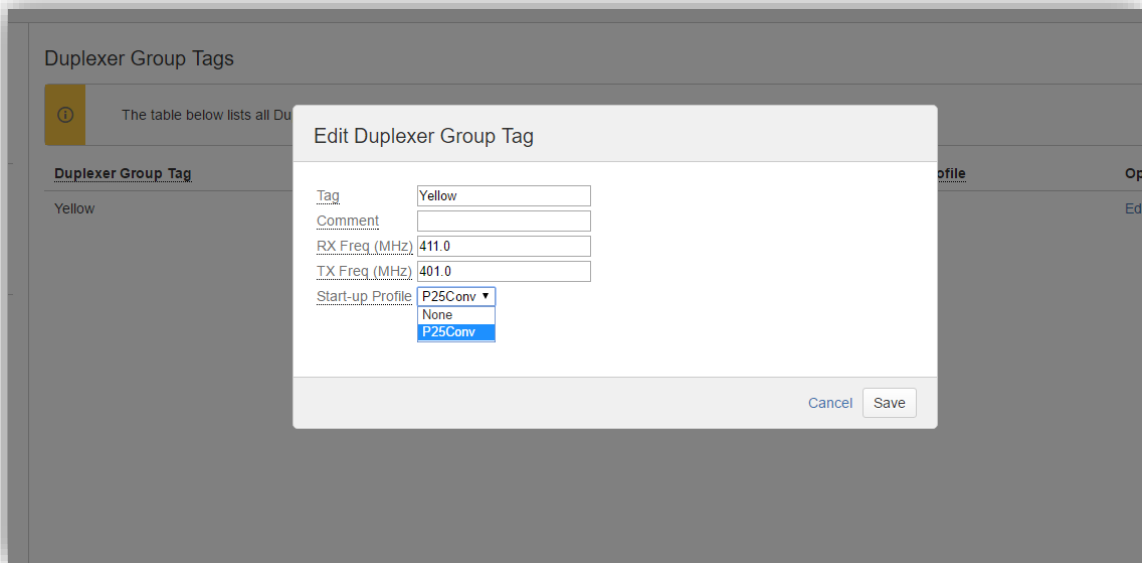 Duplexer Group Tags
The table below lists all Du
Edit Duplexer Group Tag
Duplexer Group Tag
ofile
Op
Yellow
Ed
Tag Yellow
Comment
RX Freq (MHz) 411.0
TX Freq (MHz) 401.0
Start-up Profile P25Conv
None
P25Conv
Cancel Save